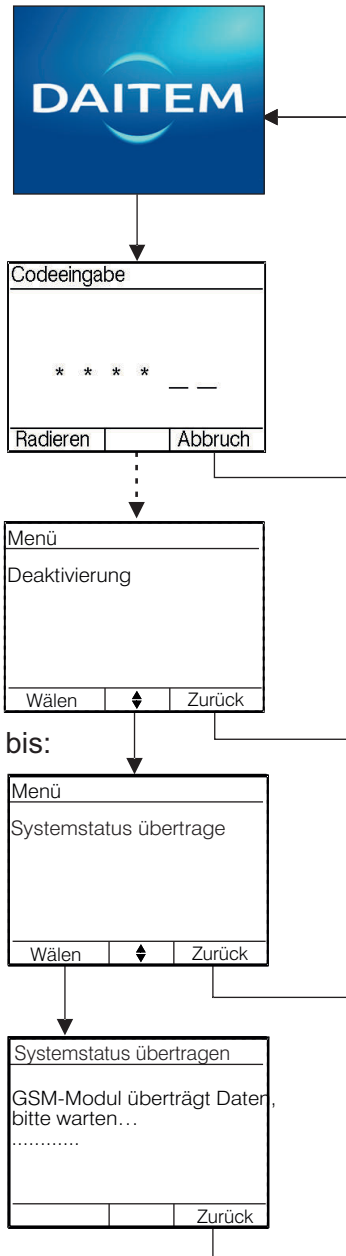 DAITEM
Codeeingabe
* * * * _ _
Radieren Abbruch
Menü
Deaktivierung
Wälen Zurück
bis:
Menü
Systemstatus übertrage
Wälen Zurück
Systemstatus übertragen
GSM-Modul überträgt Daten,
bitte warten…
............
Zurück